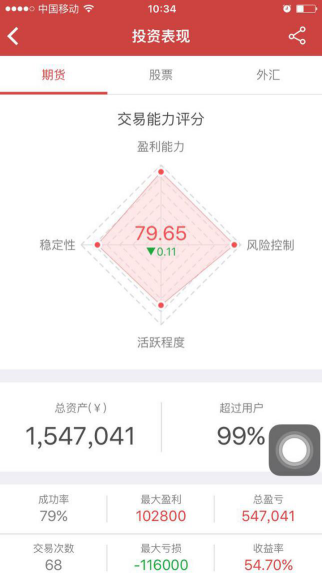 中国移动 10:34
投资表现
期货 股票 外汇
交易能力评分
盈利能力
稳定性 79.65 风险控制
▼0.11
活跃程度
总资产(￥) 超过用户
1,547,041 99%
成功率 最大盈利 总盈亏
79% 102800 547,041
交易次数 最大亏损 收益率
68 -116000 54.70%